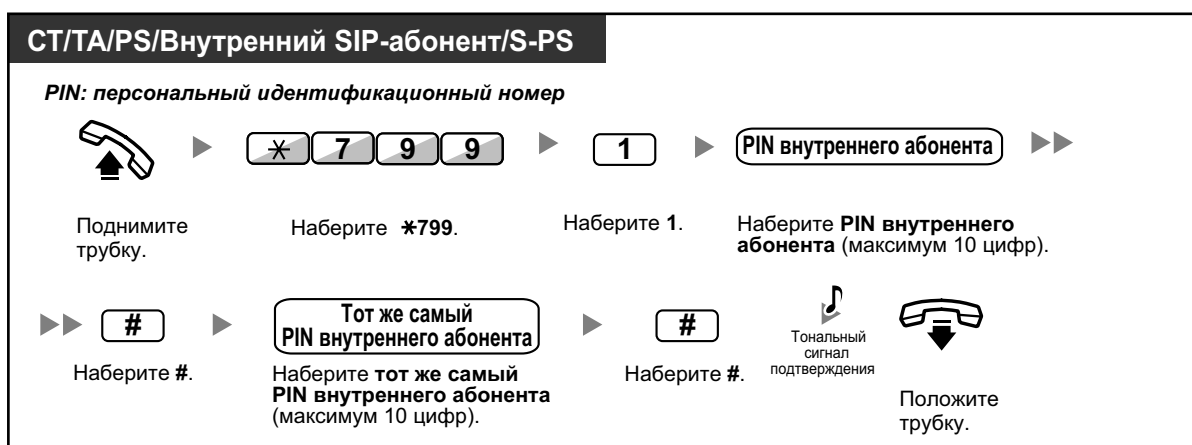 СТ/ТА/PS/Внутренний SIP-абонент/S-PS
PIN: персональный идентификационный номер
* 7 9 9
1
PIN внутреннего абонента
Поднимите
трубку.
Наберите *799.
Наберите 1.
Наберите PIN внутреннего
абонента (максимум 10 цифр).
#
Тот же самый
PIN внутреннего абонента
#
Наберите #.
Наберите тот же самый
PIN внутреннего абонента
(максимум 10 цифр).
Наберите #.
Тональный
сигнал
подтверждения
Положите
трубку.